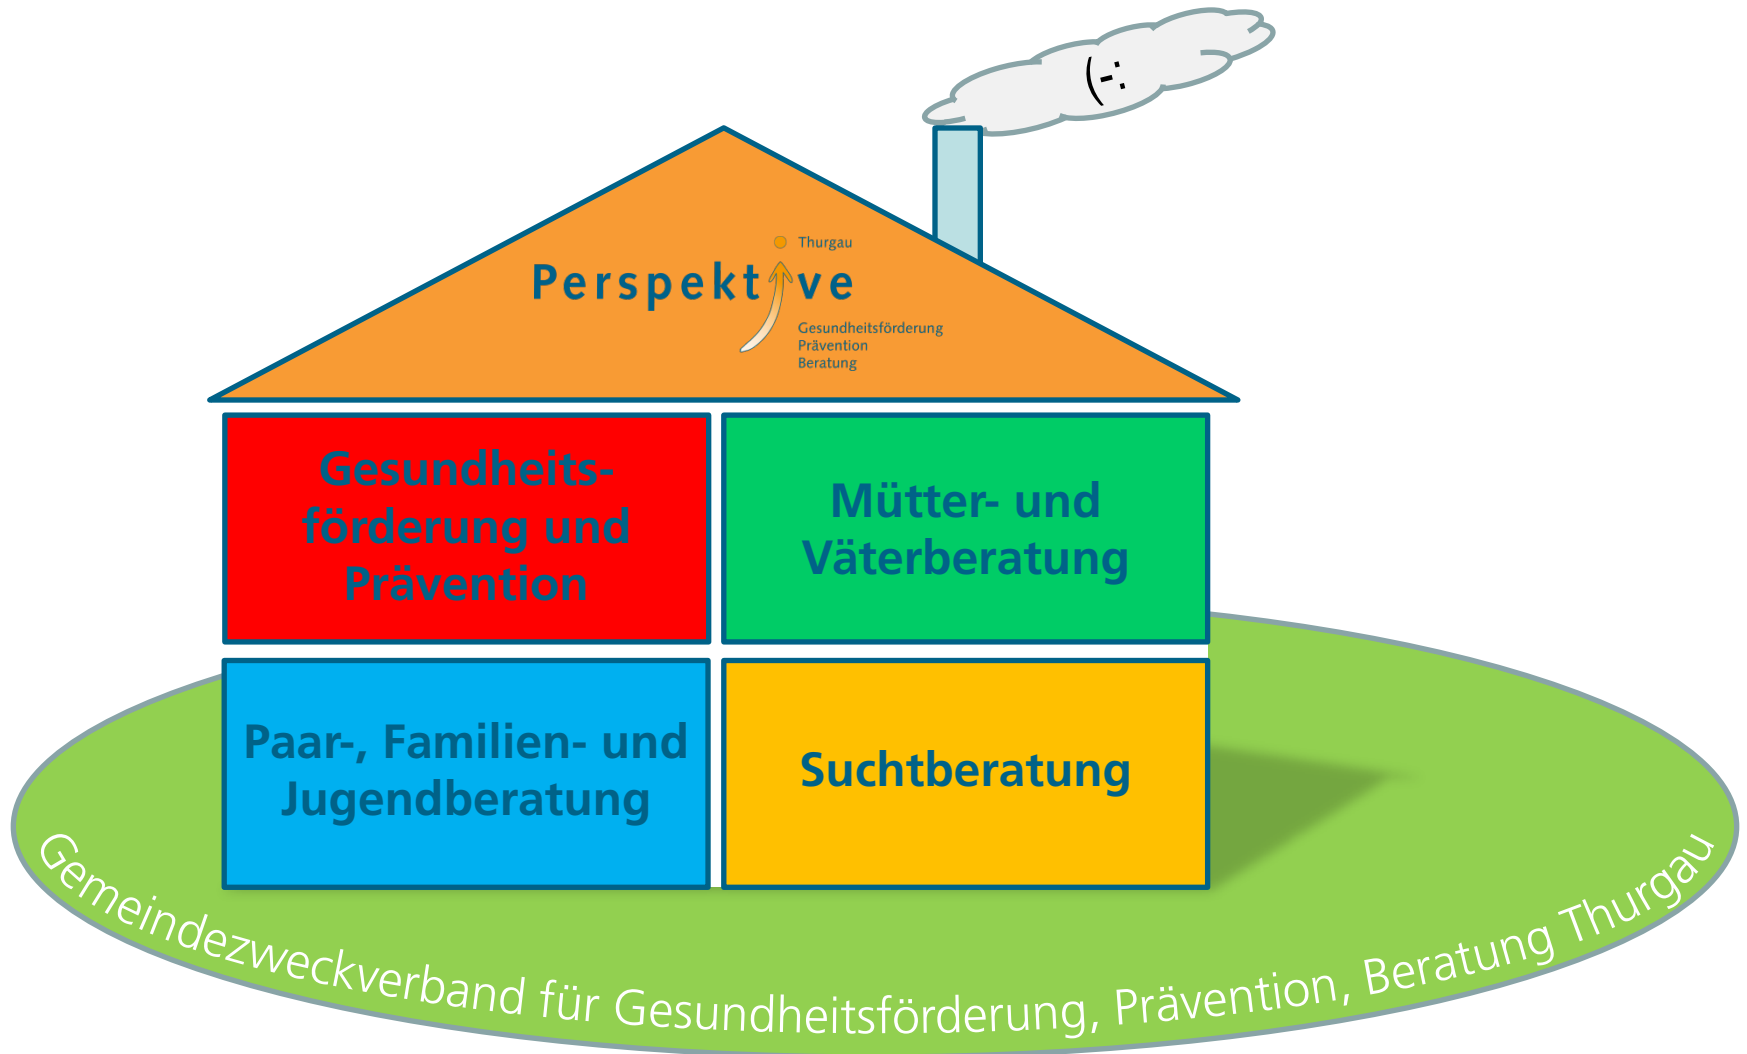 (-:
Thurgau
Perspektive
Gesundheitsförderung
Prävention
Beratung
Gesundheits-
förderung und
Prävention
Mütter- und
Väterberatung
Paar-, Familien- und
Jugendberatung
Suchtberatung
Gemeindezweckverband für Gesundheitsförderung, Prävention, Beratung Thurgau